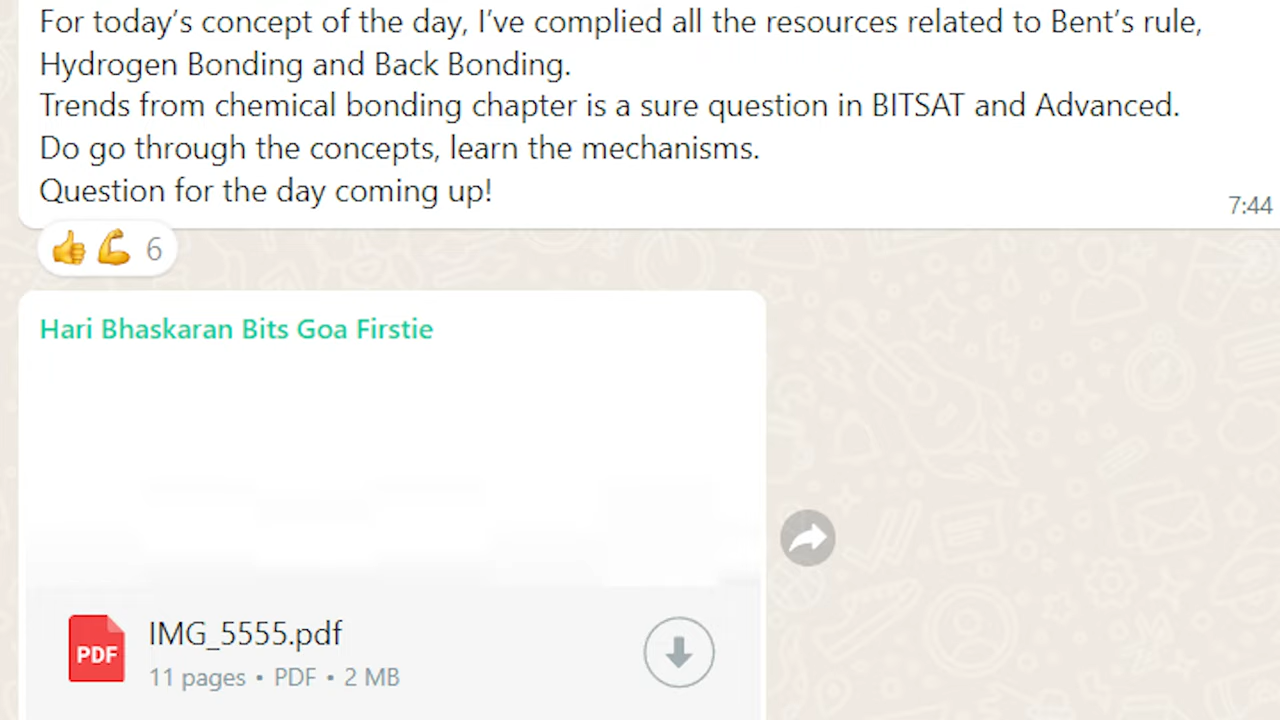 For today’s concept of the day, I’ve complied all the resources related to Bent’s rule,
Hydrogen Bonding and Back Bonding.
Trends from chemical bonding chapter is a sure question in BITSAT and Advanced.
Do go through the concepts, learn the mechanisms.
Question for the day coming up!
7:44
👍 💪 6
Hari Bhaskaran Bits Goa Firstie
PDF
IMG_5555.pdf
11 pages • PDF • 2 MB